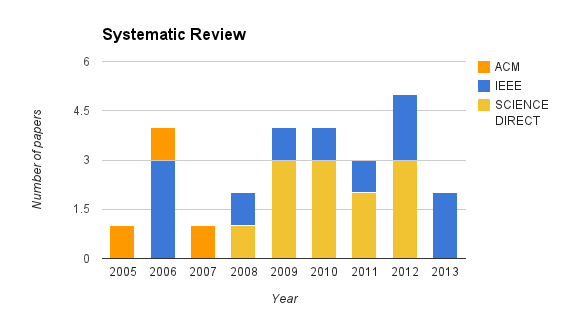 Systematic Review
6
4.5
3
1.5
0
Number of papers
2005 2006 2007 2008 2009 2010 2011 2012 2013
Year
ACM
IEEE
SCIENCE
DIRECT